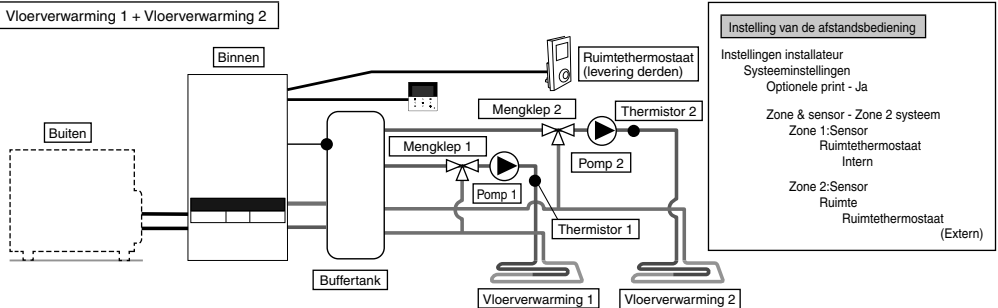 Vloerverwarming 1 + Vloerverwarming 2
Binnen
Buiten
Ruimtethermostaat
(levering derden)
Mengklep 2
Thermistor 2
Mengklep 1
Pomp 2
Pomp 1
Thermistor 1
Buffertank
Vloerverwarming 1
Vloerverwarming 2
Instelling van de afstandsbediening
Instellingen installateur
Systeeminstellingen
Optionele print - Ja
Zone & sensor - Zone 2 systeem
Zone 1:Sensor
Ruimtethermostaat
Intern
Zone 2:Sensor
Ruimte
Ruimtethermostaat
(Extern)